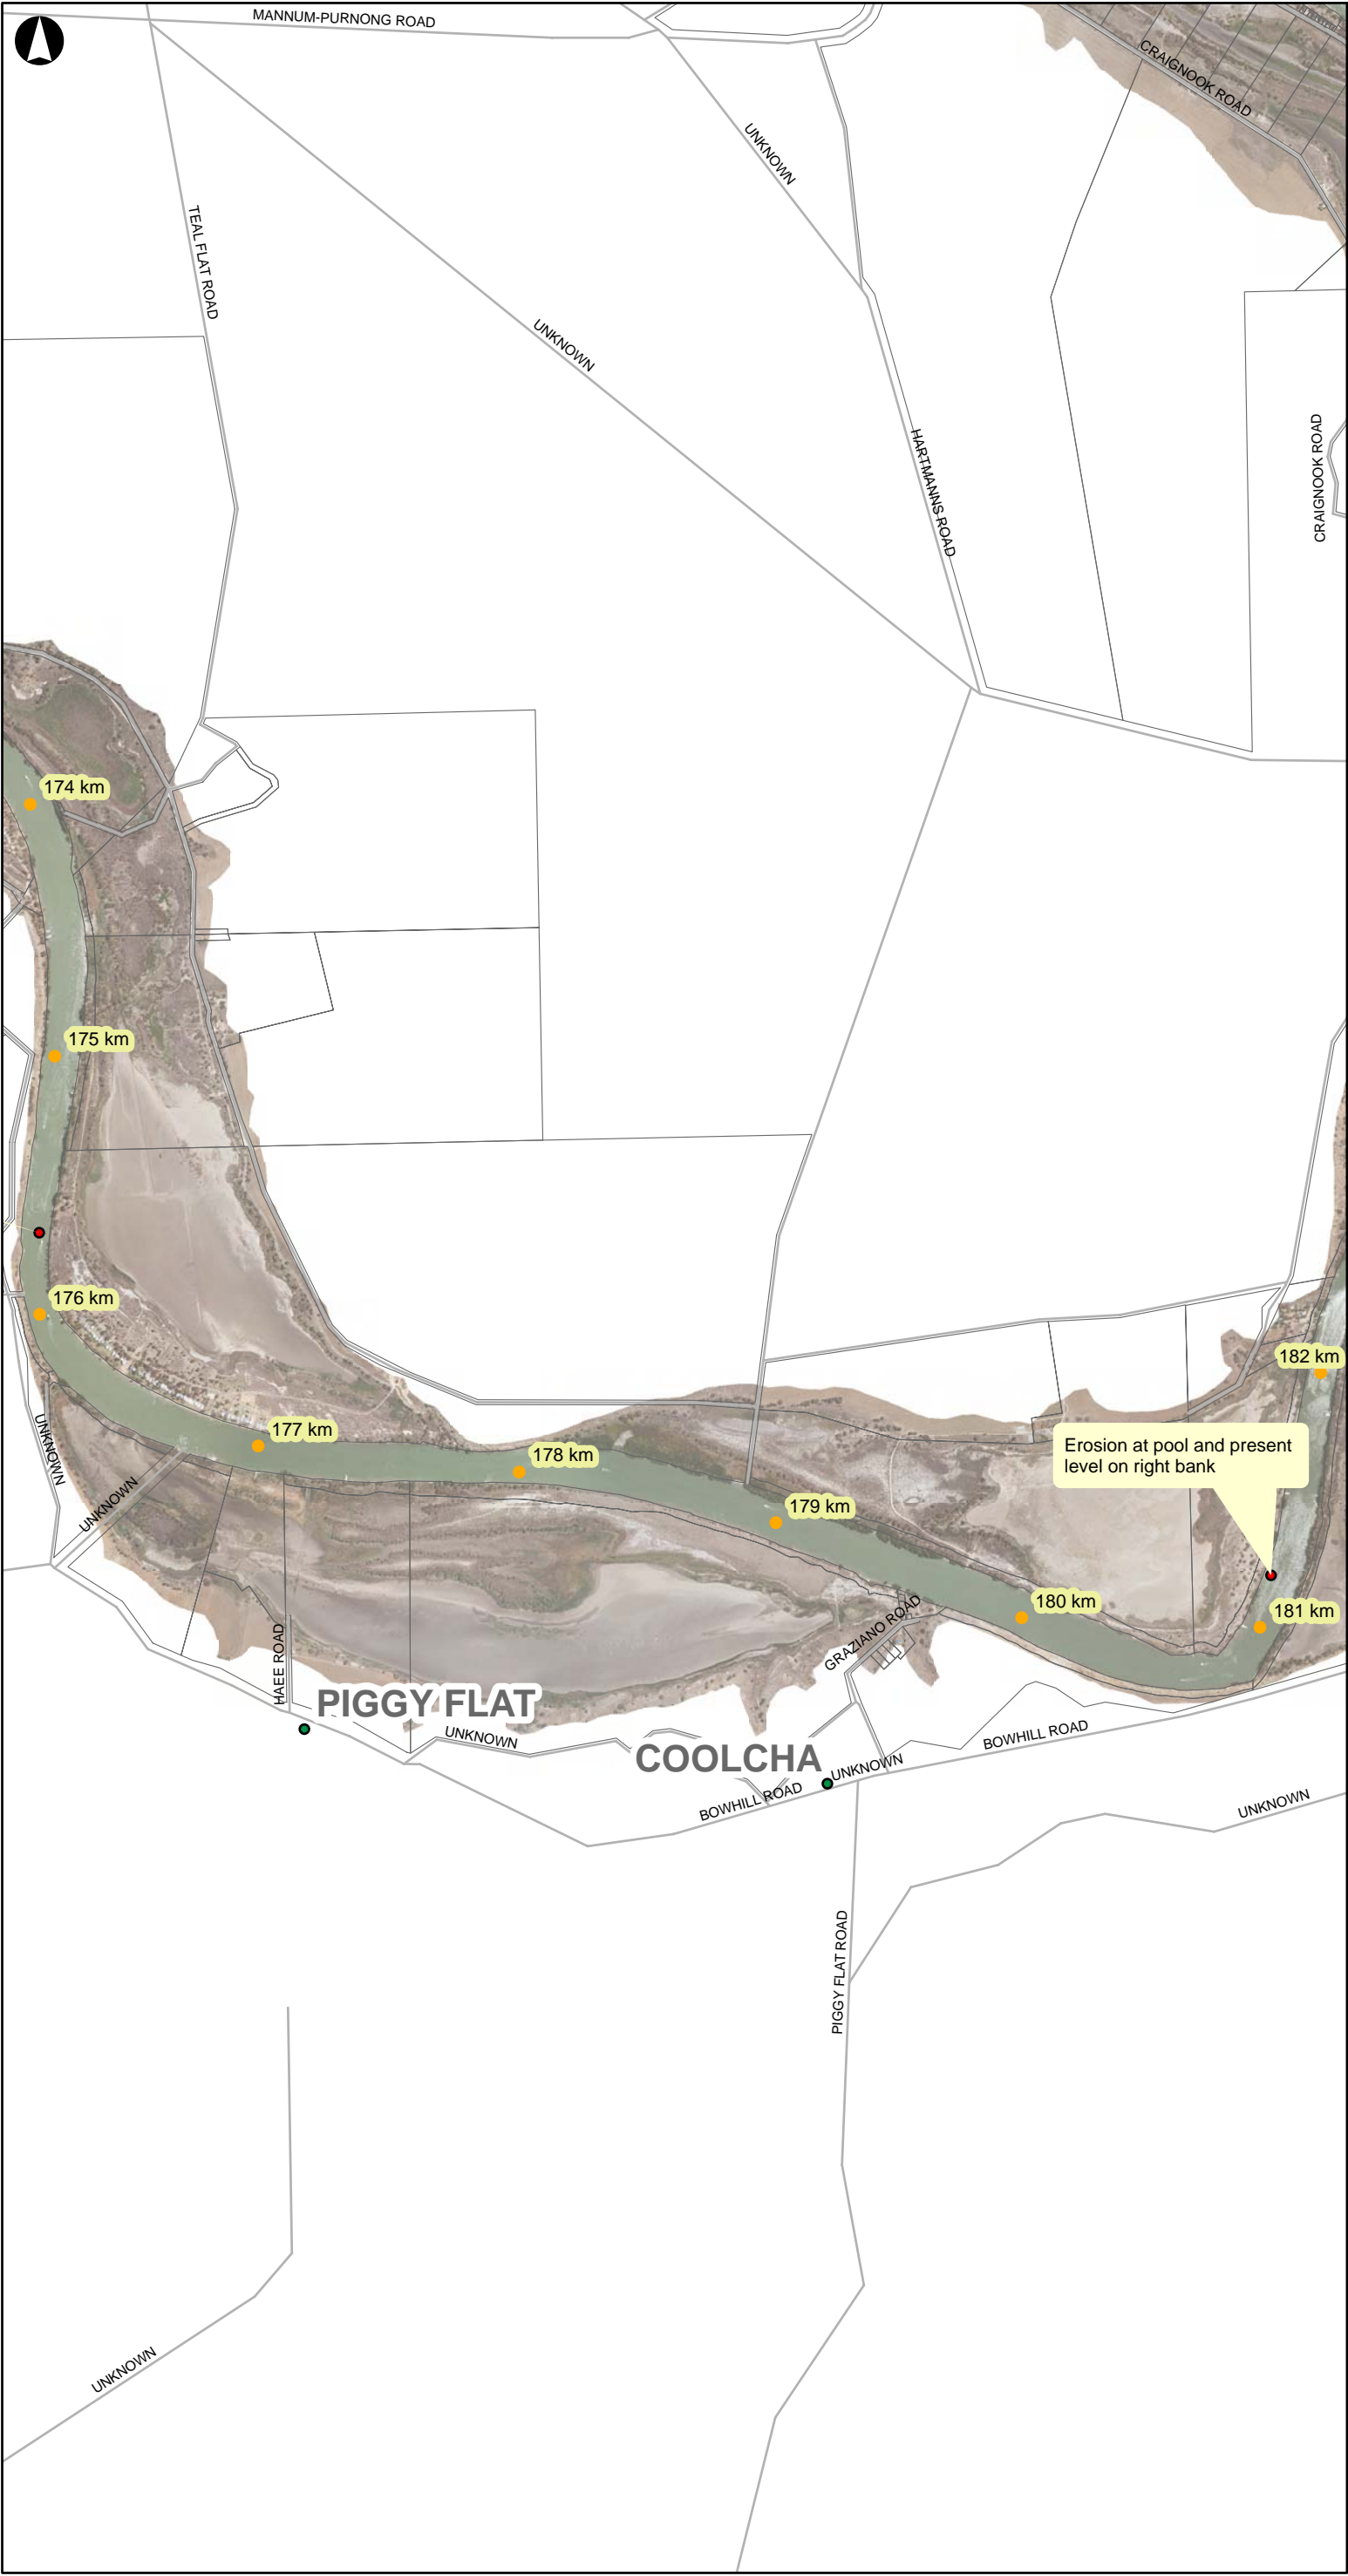 MANNUM-PURNONG ROAD
CRAIGNOOK ROAD
UNKNOWN
TEAL FLAT ROAD
UNKNOWN
HARTMANNS ROAD
CRAIGNOOK ROAD
174 km
175 km
176 km
182 km
177 km
Erosion at pool and present
level on right bank
178 km
UNKNOWN
UNKNOWN
179 km
180 km
181 km
GRAZIANO ROAD
HAEE ROAD
PIGGY FLAT
UNKNOWN
BOWHILL ROAD
COOLCHA
UNKNOWN
BOWHILL ROAD
UNKNOWN
PIGGY FLAT ROAD
UNKNOWN